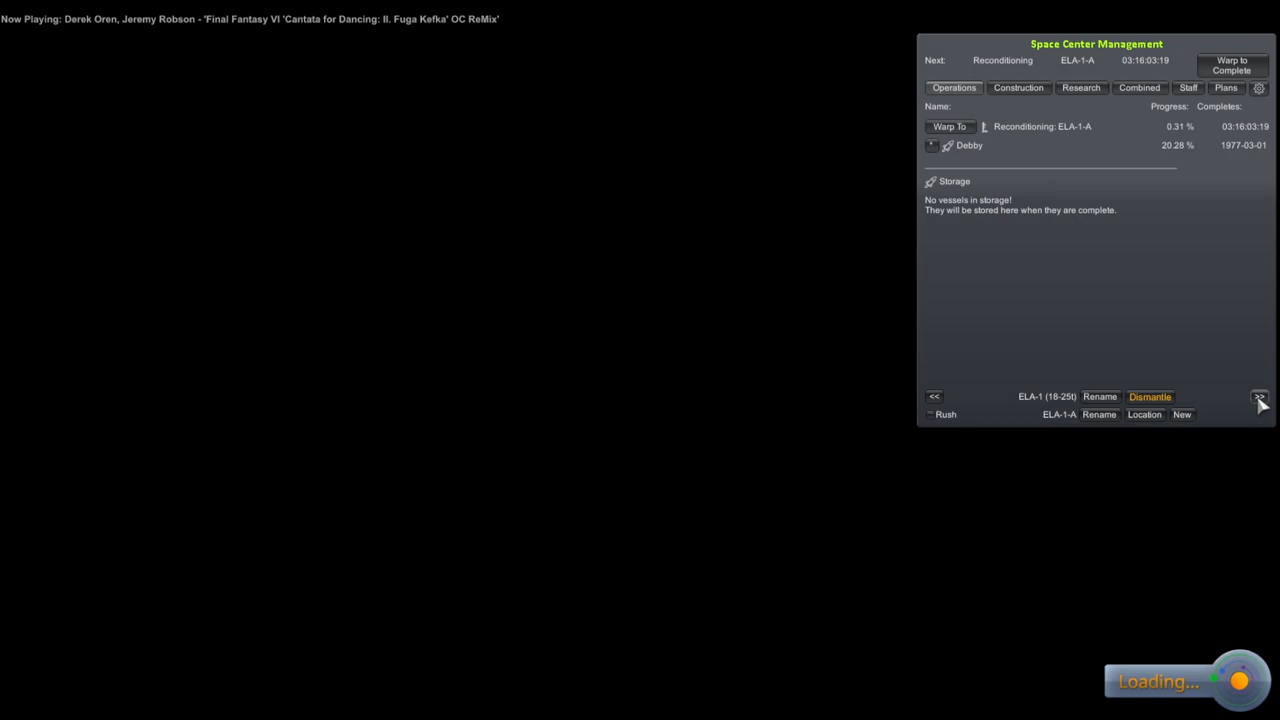 Now Playing: Derek Oren, Jeremy Robson - 'Final Fantasy VI 'Cantata for Dancing: II. Fuga Kefka' OC ReMix'
Space Center Management
Next: Reconditioning ELA-1-A 03:16:03:19 Warp to Complete
Operations Construction Research Combined Staff Plans
Name: Progress: Completes:
Warp To Reconditioning: ELA-1-A 0.31 % 03:16:03:19
* Debby 20.28 % 1977-03-01
Storage
No vessels in storage!
They will be stored here when they are complete.
<< ELA-1 (18-25t) Rename Dismantle >>
Rush ELA-1-A Rename Location New
Loading...